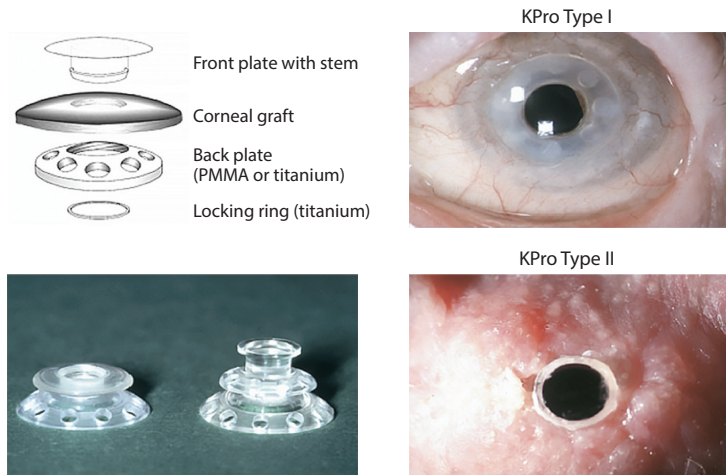 KPro Type I
Front plate with stem
Corneal graft
Back plate
(PMMA or titanium)
Locking ring (titanium)
KPro Type II